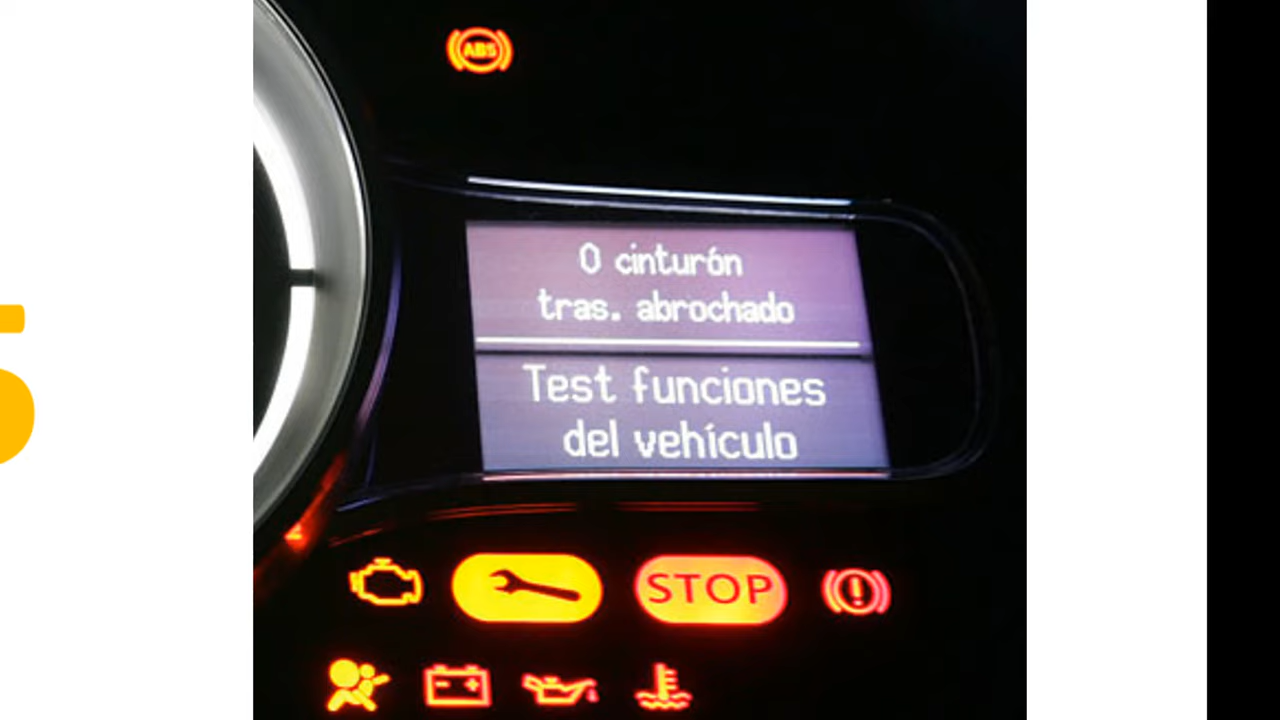 ABS
0 cinturón
tras. abrochado
Test funciones
del vehículo
STOP